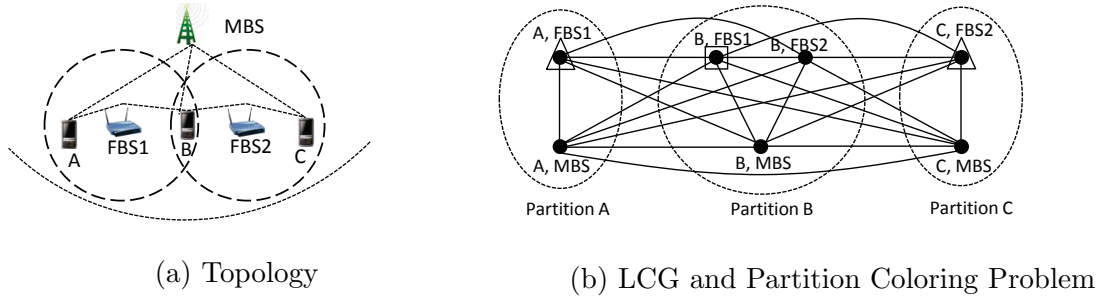 MBS
A
FBS1
B
FBS2
C
(a) Topology
A, FBS1
B, FBS1
B, FBS2
C, FBS2
A, MBS
B, MBS
C, MBS
Partition A
Partition B
Partition C
(b) LCG and Partition Coloring Problem